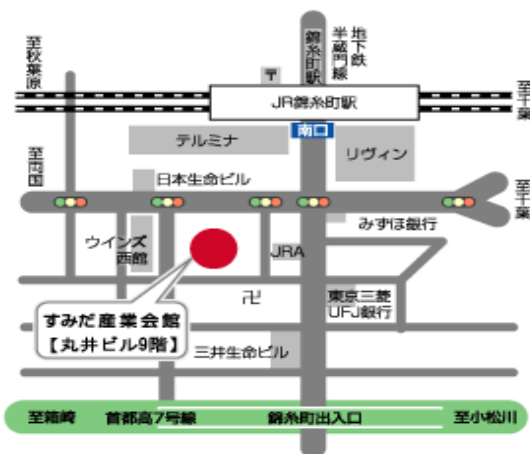 至秋葉原
錦糸町駅
地下鉄
半蔵門線
〒
至千葉
JR錦糸町駅
南口
テルミナ
リヴィン
至両国
日本生命ビル
至千葉
みずほ銀行
ウインズ
西館
JRA
卍
東京三菱
UFJ銀行
すみだ産業会館
【丸井ビル9階】
三井生命ビル
至箱崎
首都高7号線
錦糸町出入口
至小松川